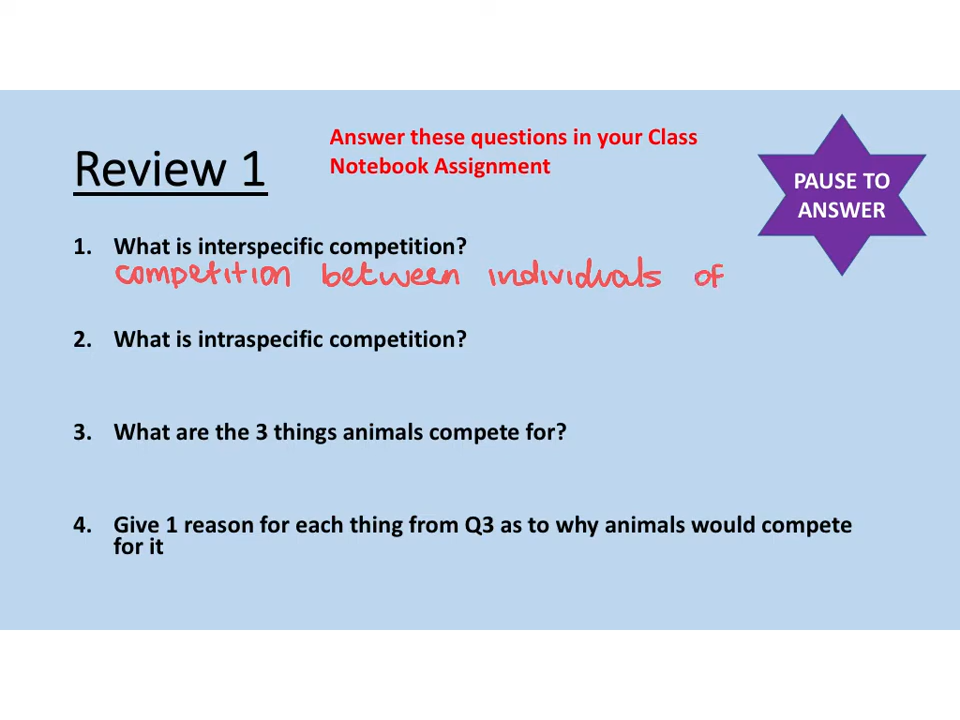 Answer these questions in your Class
Notebook Assignment
Review 1
PAUSE TO
ANSWER
1. What is interspecific competition?
competition between individuals of
2. What is intraspecific competition?
3. What are the 3 things animals compete for?
4. Give 1 reason for each thing from Q3 as to why animals would compete
for it